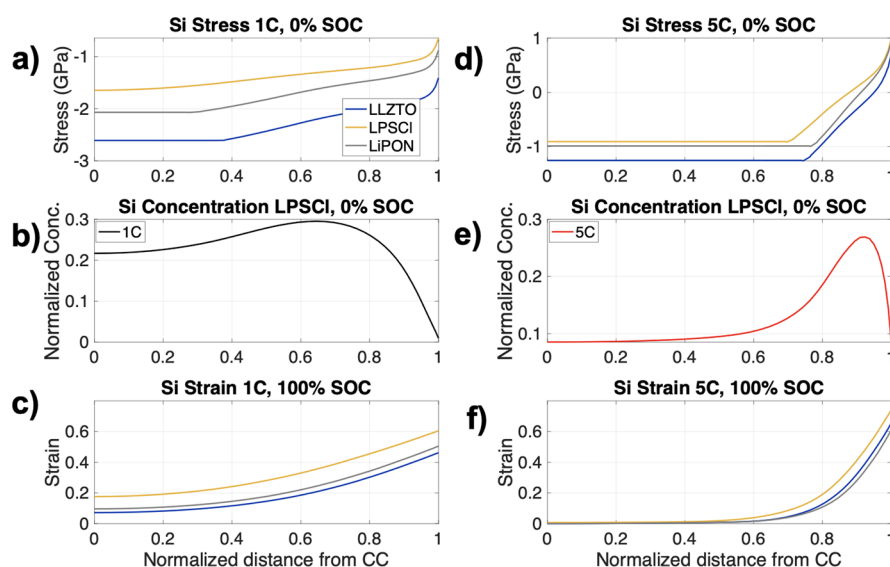 a)
Si Stress 1C, 0% SOC
Stress (GPa)
-1
-2
-3
LLZTO
LPSCl
LiPON
0 0.2 0.4 0.6 0.8 1
b)
Si Concentration LPSCl, 0% SOC
Normalized Conc.
0.3
0.2
0.1
0
1C
0 0.2 0.4 0.6 0.8 1
c)
Si Strain 1C, 100% SOC
Strain
0.6
0.4
0.2
0
0 0.2 0.4 0.6 0.8 1
Normalized distance from CC
d)
Si Stress 5C, 0% SOC
Stress (GPa)
1
0
-1
0 0.2 0.4 0.6 0.8 1
e)
Si Concentration LPSCl, 0% SOC
Normalized Conc.
0.3
0.2
0.1
5C
0 0.2 0.4 0.6 0.8 1
f)
Si Strain 5C, 100% SOC
Strain
0.6
0.4
0.2
0
0 0.2 0.4 0.6 0.8 1
Normalized distance from CC